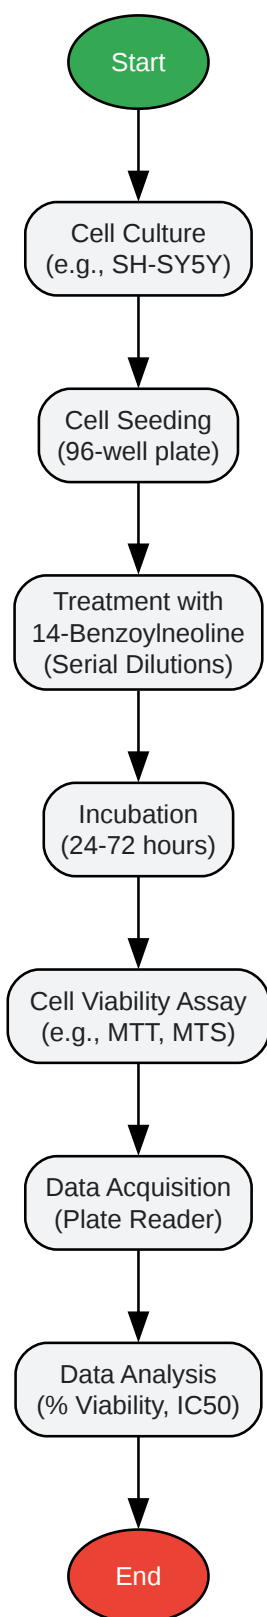 Start
Cell Culture
(e.g., SH-SY5Y)
Cell Seeding
(96-well plate)
Treatment with
14-Benzoylneoline
(Serial Dilutions)
Incubation
(24-72 hours)
Cell Viability Assay
(e.g., MTT, MTS)
Data Acquisition
(Plate Reader)
Data Analysis
(% Viability, IC50)
End